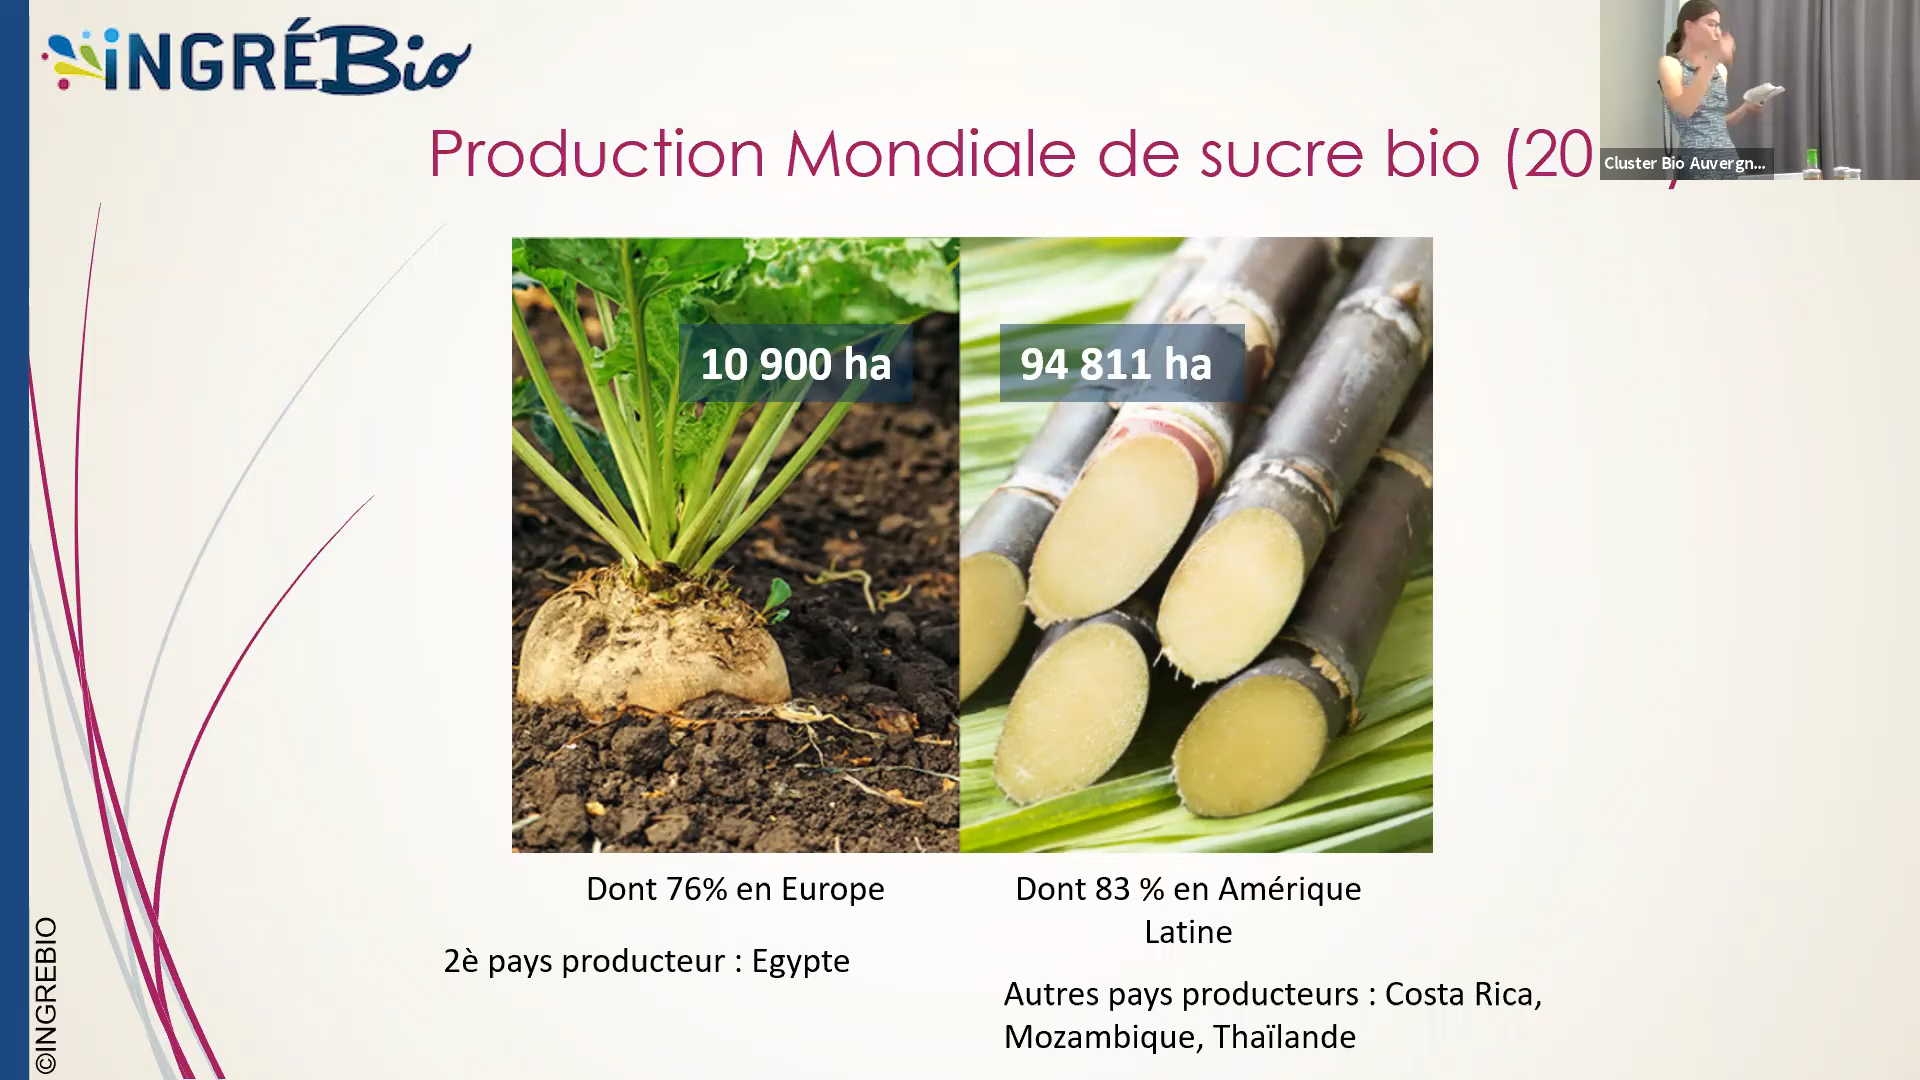 iNGRÉBio
Production Mondiale de sucre bio (20
Cluster Bio Auvergn...
10 900 ha
94 811 ha
Dont 76% en Europe
Dont 83 % en Amérique
Latine
2è pays producteur : Egypte
Autres pays producteurs : Costa Rica,
Mozambique, Thaïlande
©INGREBIO